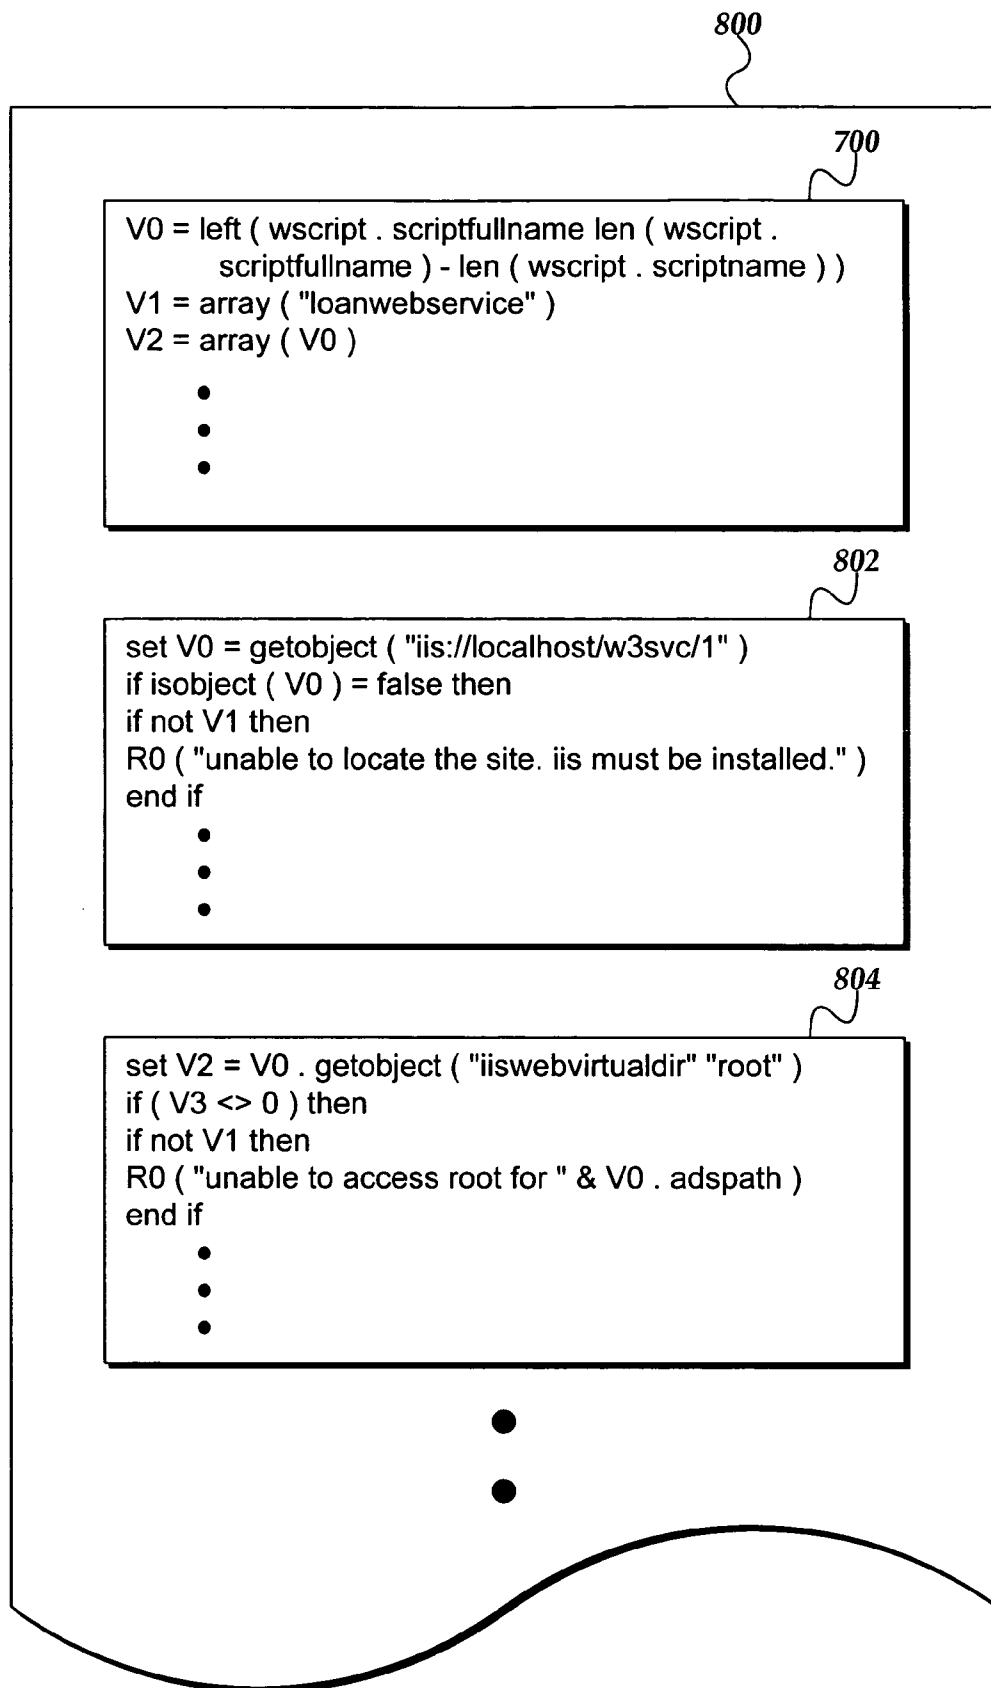 800
700
V0 = left ( wscript . scriptfullname len ( wscript .
scriptfullname ) - len ( wscript . scriptname ) )
V1 = array ( "loanwebservice" )
V2 = array ( V0 )
802
set V0 = getobject ( "iis://localhost/w3svc/1" )
if isobject ( V0 ) = false then
if not V1 then
R0 ( "unable to locate the site. iis must be installed." )
end if
804
set V2 = V0 . getobject ( "iiswebvirtualdir" "root" )
if ( V3 <> 0 ) then
if not V1 then
R0 ( "unable to access root for " & V0 . adspath )
end if